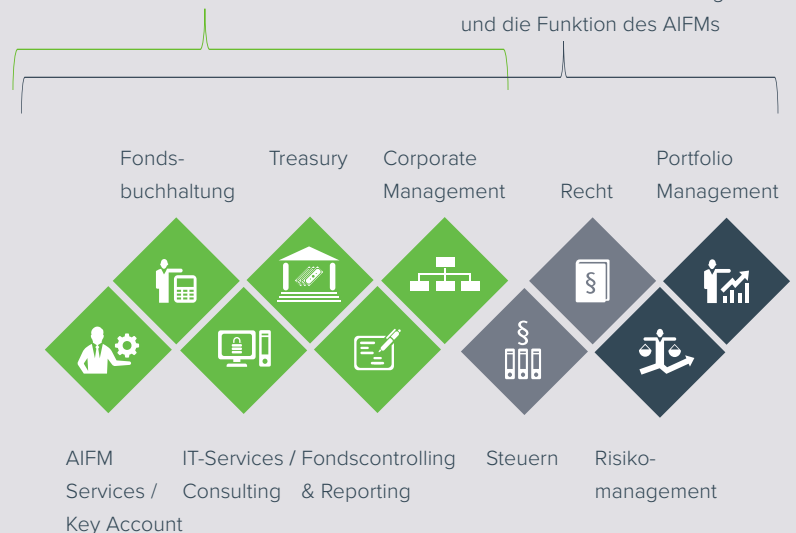 und die Funktion des AIFMs
Fonds-
buchhaltung
Treasury
Corporate
Management
Recht
Portfolio
Management
§
§
AIFM
Services /
Key Account
IT-Services /
Consulting
Fondscontrolling
& Reporting
Steuern
Risiko-
management